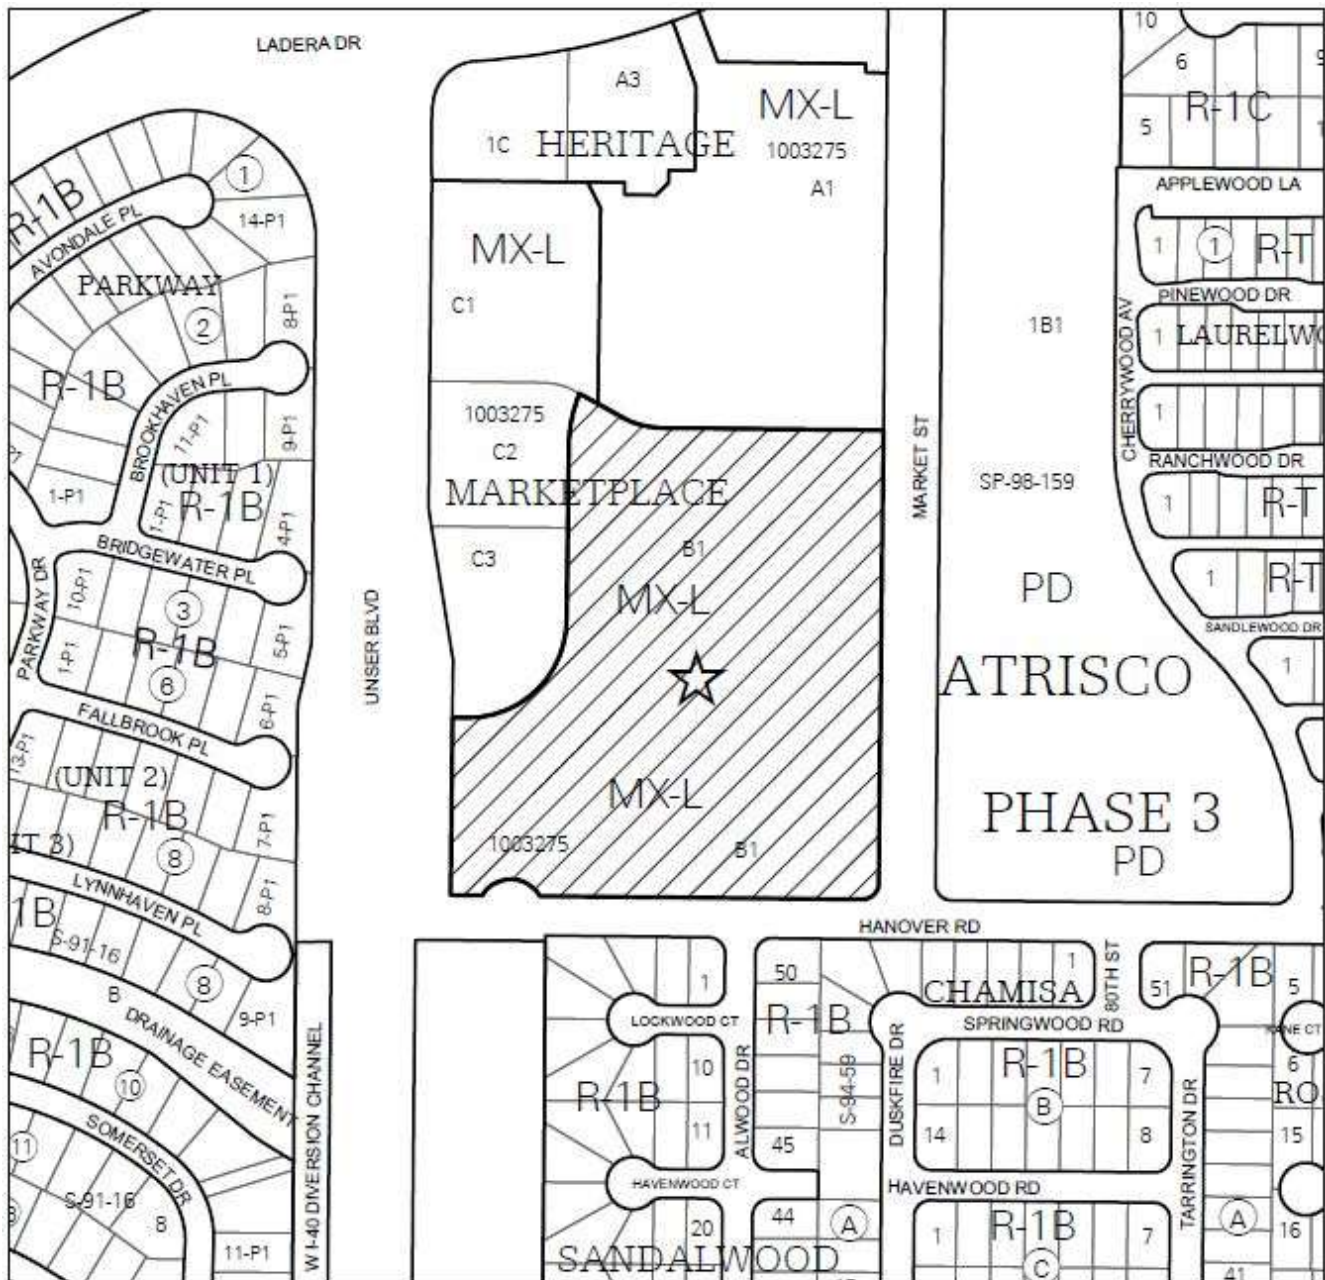 LADERA DR
10
6
9
A3
MX-L
R-1C
1C
HERITAGE
1003275
5
1
A1
1
R-1B
APPLEWOOD LA
AVONDALE PL
14-P1
MX-L
1
1
R-T
PARKWAY
C1
PINEWOOD DR
8-P1
2
1B1
CHERRYWOOD AV
1
LAURELWO
R-1B
BROOKHAVEN PL
1003275
1
11-P1
9-P1
C2
MARKET ST
P1
RANCHWOOD DR
(UNIT 1)
1-P1
MARKETPLACE
SP-98-159
1
R-T
1-P1
R-1B
4-P1
BRIDGEWATER PL
B1
C3
PARKWAY DR
10-P1
3
MX-L
PD
1
R-T
UNSER BLVD
SANDLEWOOD DR
1-P1
R-1B
5-P1
1
6
ATRISCO
6-P1
FALLBROOK PL
13-P1
(UNIT 2)
MX-L
R-1B
PHASE 3
7-P1
IT 3)
8
1003275
B1
PD
LYNNHAVEN PL
8-P1
1B
HANOVER RD
S-91-16
8
B
9-P1
1
50
1
80TH ST
51
R-1B
5
CHAMISA
DRAINAGE EASEMENT
LOCKWOOD CT
R-1B
SPRINGWOOD RD
KANE CT
R-1B
10
W I-40 DIVERSION CHANNEL
10
ALWOOD DR
S-94-59
DUSKFIRE DR
1
R-1B
7
6
R-1B
B
RO
SOMERSET DR
11
11
45
14
8
TARRINGTON DR
15
HAVENWOOD CT
HAVENWOOD RD
S-91-16
8
20
44
A
1
R-1B
7
A
16
11-P1
SANDALWOOD
C
41